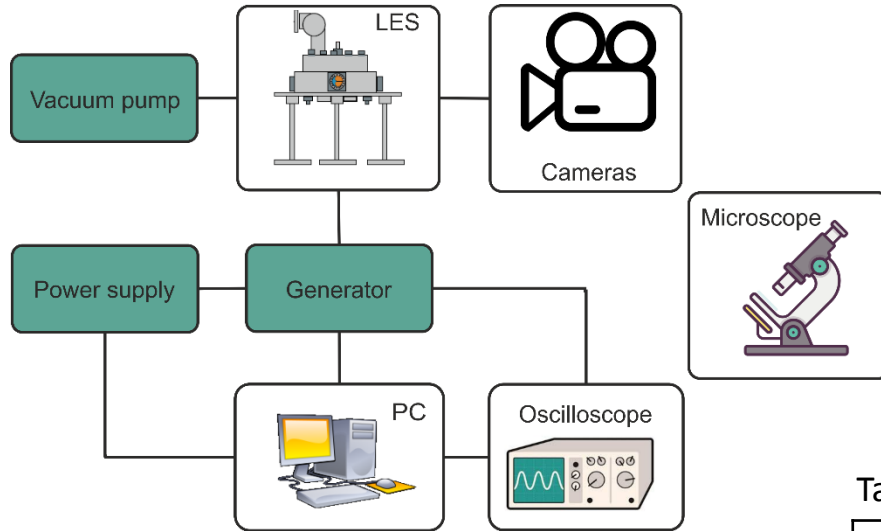 LES
Vacuum pump
Cameras
Microscope
Power supply
Generator
PC
Oscilloscope
Ta